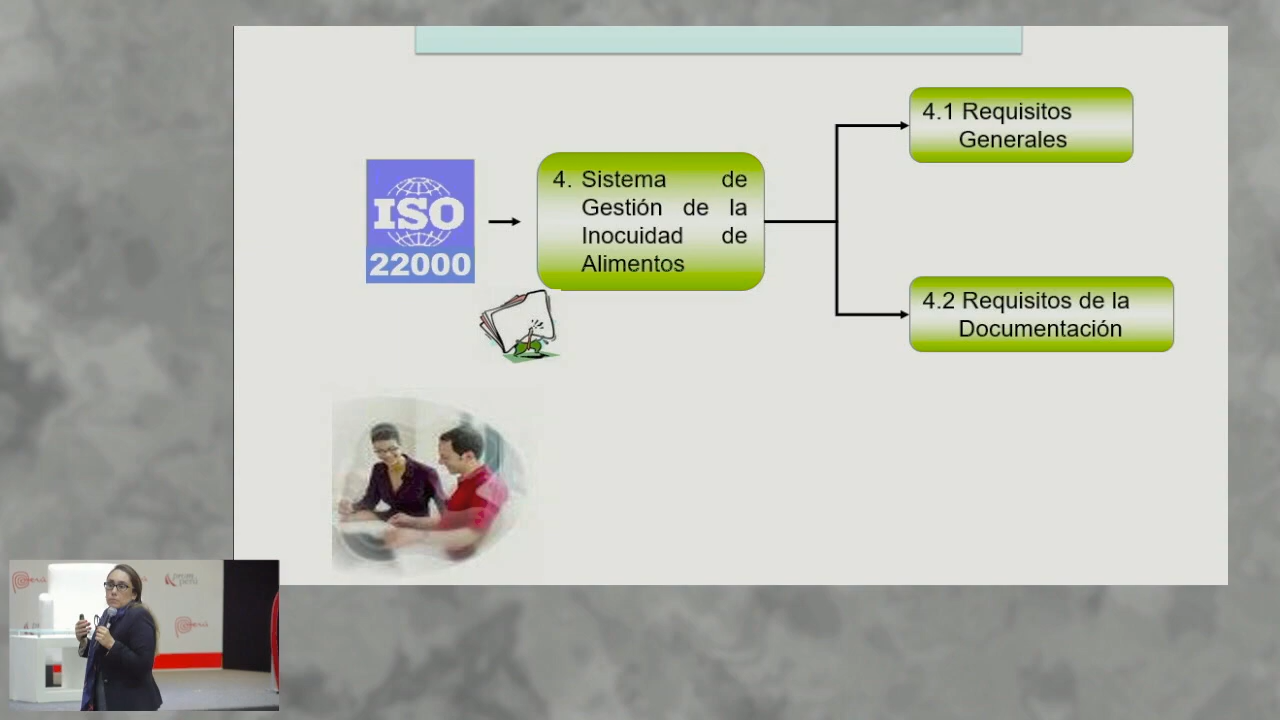 4.1 Requisitos
Generales
ISO
22000
4. Sistema de
Gestión de la
Inocuidad de
Alimentos
4.2 Requisitos de la
Documentación
Perú